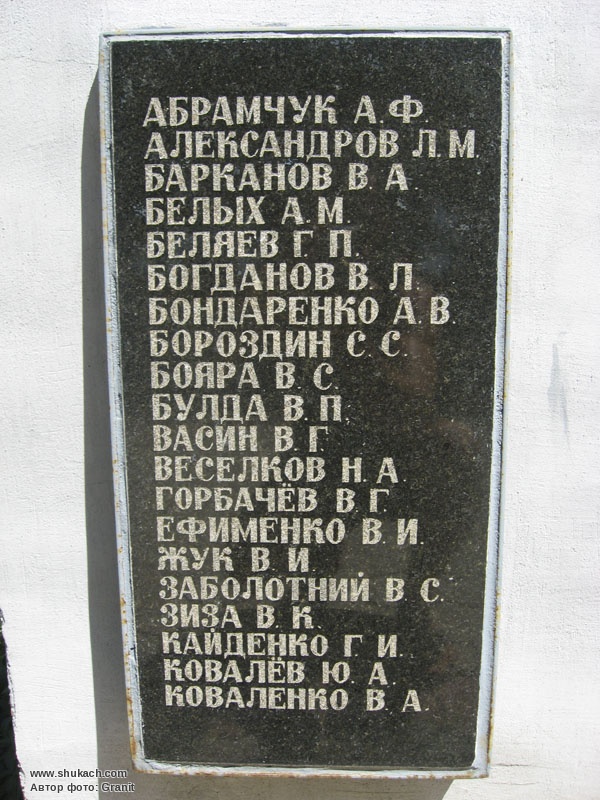 АБРАМЧУК А.Ф.
АЛЕКСАНДРОВ Л.М.
БАРКАНОВ В.А.
БЕЛЫХ А.М.
БЕЛЯЕВ Г.П.
БОГДАНОВ В.Л.
БОНДАРЕНКО А.В.
БОРОЗДИН С.С.
БОЯРА В.С.
БУЛДА В.П.
ВАСИН В.Г.
ВЕСЕЛКОВ Н.А.
ГОРБАЧЁВ В.Г.
ЕФИМЕНКО В.И.
ЖУК В.И.
ЗАБОЛОТНИЙ В.С.
ЗИЗА В.К.
КАЙДЕНКО Г.И.
КОВАЛЁВ Ю.А.
КОВАЛЕНКО В.А.
www.shukach.com
Автор фото: Granit